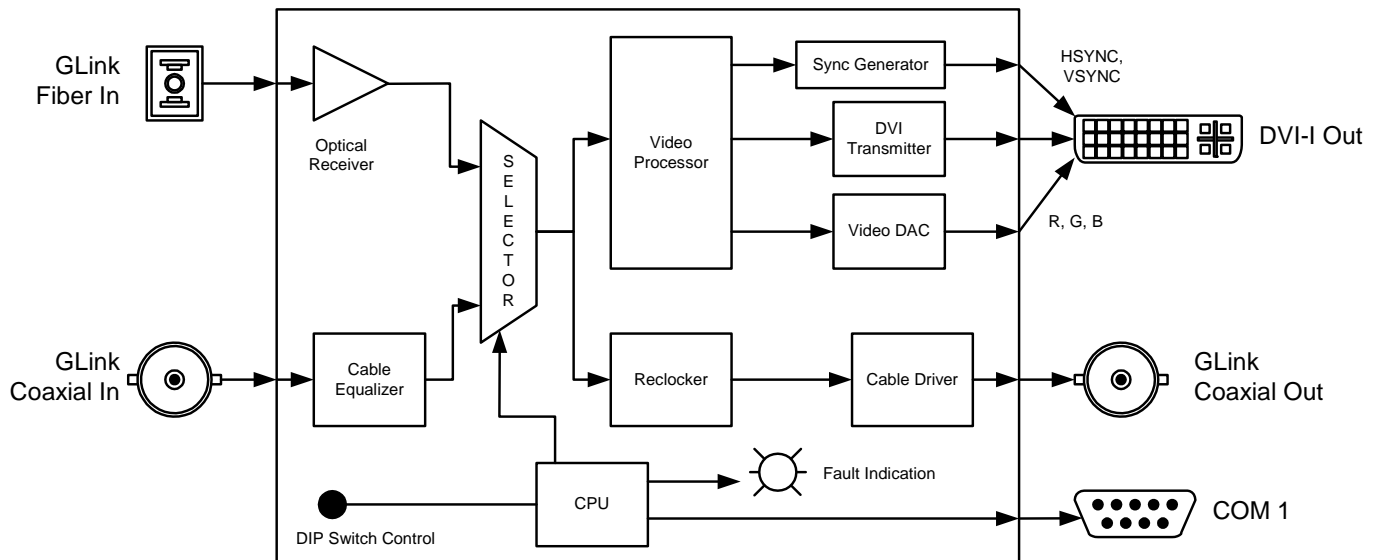 GLink
Fiber In
Optical
Receiver
SELECTOR
Video
Processor
Sync Generator
DVI
Transmitter
Video DAC
HSYNC,
VSYNC
DVI-I Out
R, G, B
GLink
Coaxial In
Cable
Equalizer
Reclocker
Cable Driver
GLink
Coaxial Out
CPU
Fault Indication
DIP Switch Control
COM 1